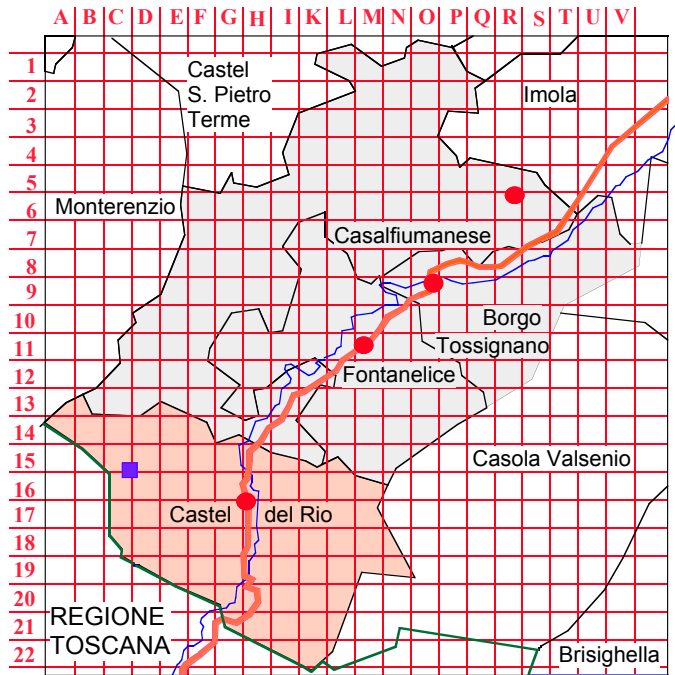 A B C D E F G H I K L M N O P Q R S T U V
1
2
3
4
5
6
7
8
9
10
11
12
13
14
15
16
17
18
19
20
21
22
Castel
S. Pietro
Terme
Imola
Monterenzio
Casalfiumanese
Borgo
Tossignano
Fontanelice
Casola Valsenio
Castel del Rio
REGIONE
TOSCANA
Brisighella